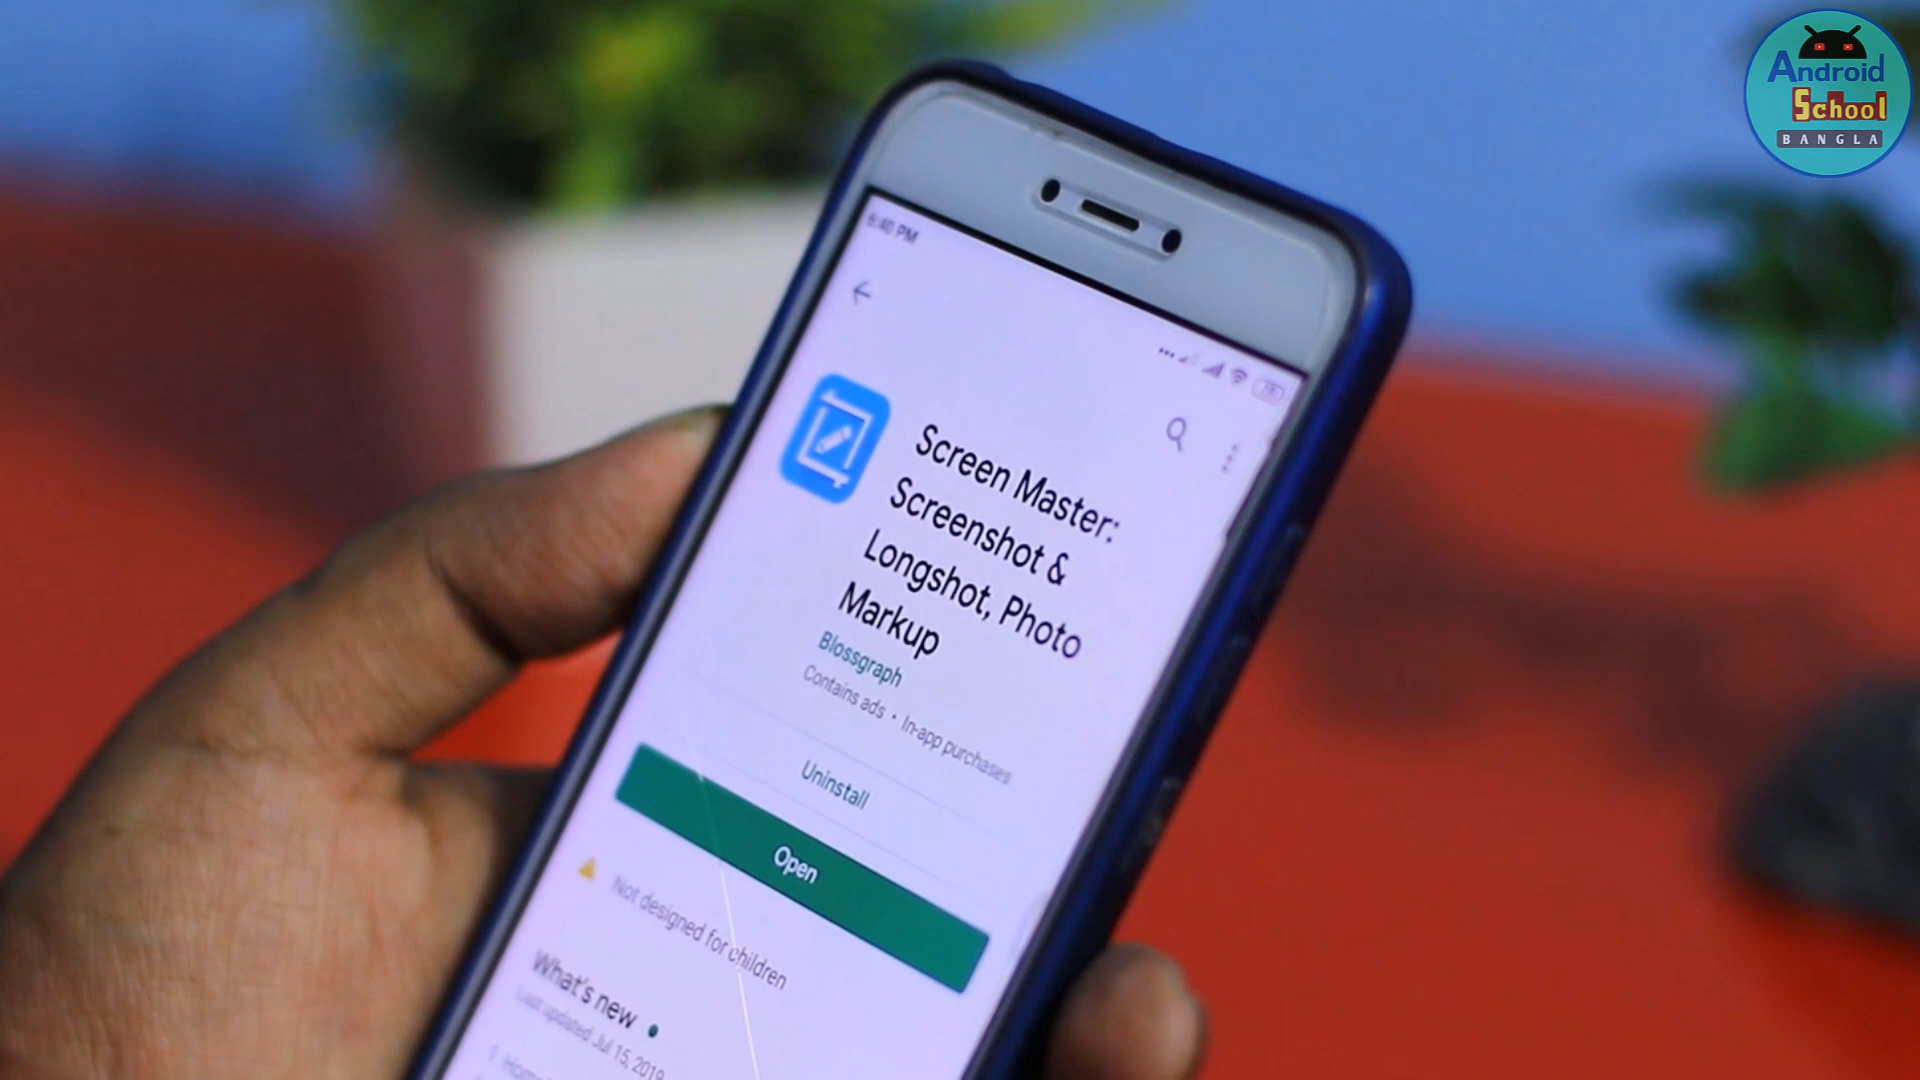 Android
School
BANGLA
6:40 PM
Screen Master:
Screenshot &
Longshot, Photo
Markup
Blossgraph
Contains ads • In-app purchases
Uninstall
Open
Not designed for children
What's new
Last updated Jul 15, 2019